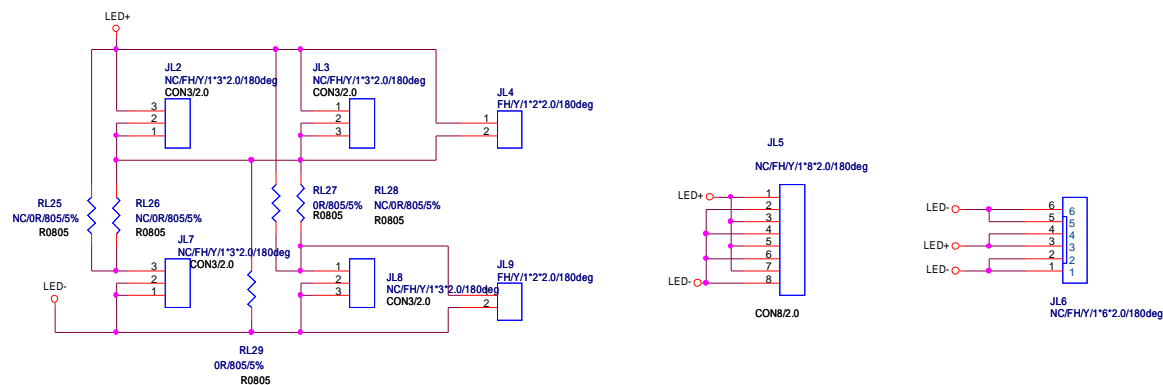 LED+
JL2
NC/FH/Y/1*3*2.0/180deg
CON3/2.0
3
2
1
JL3
NC/FH/Y/1*3*2.0/180deg
CON3/2.0
1
2
3
JL4
FH/Y/1*2*2.0/180deg
1
2
RL25
NC/0R/805/5%
R0805
RL26
NC/0R/805/5%
R0805
RL27
0R/805/5%
R0805
RL28
NC/0R/805/5%
R0805
JL7
NC/FH/Y/1*3*2.0/180deg
CON3/2.0
3
2
1
JL8
NC/FH/Y/1*3*2.0/180deg
CON3/2.0
1
2
3
JL9
FH/Y/1*2*2.0/180deg
1
2
LED-
RL29
0R/805/5%
R0805
JL5
NC/FH/Y/1*8*2.0/180deg
LED+
1
2
3
4
5
6
7
8
LED-
CON8/2.0
LED-
LED+
LED-
6 6
5 5
4 4
3 3
2 2
1 1
JL6
NC/FH/Y/1*6*2.0/180deg